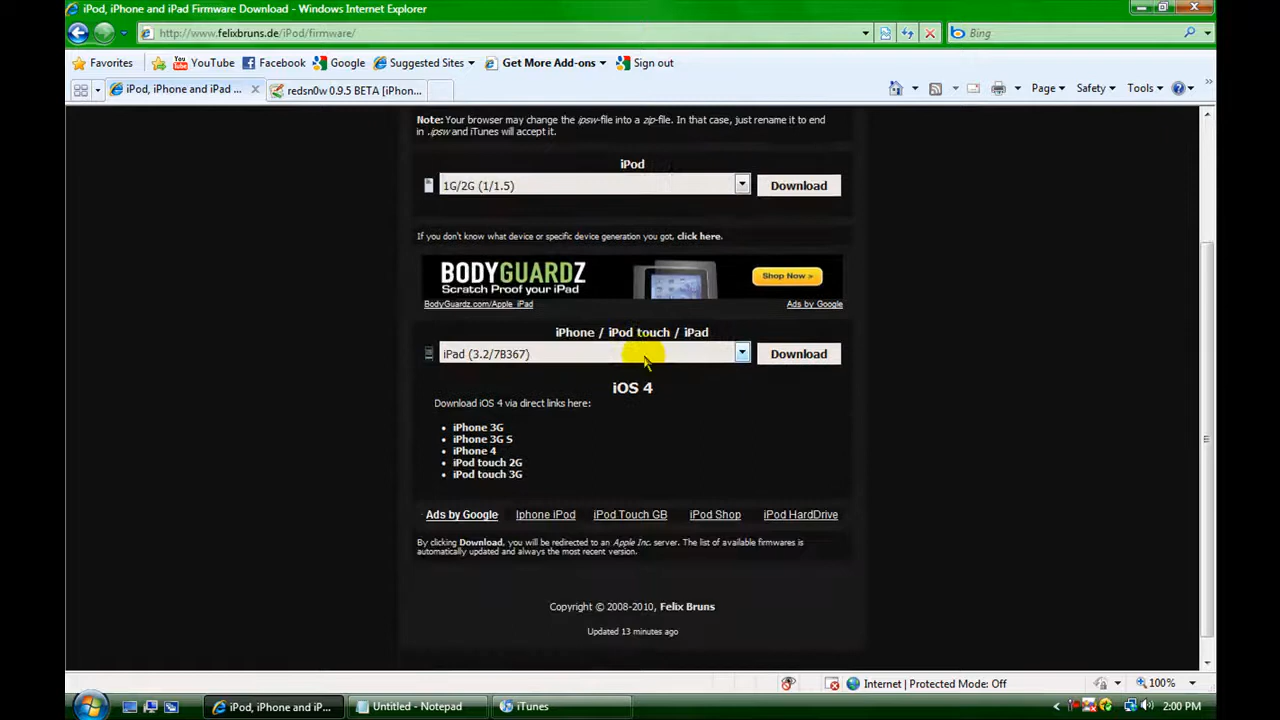 iPod, iPhone and iPad Firmware Download - Windows Internet Explorer
http://www.felixbruns.de/iPod/firmware/
Bing
Favorites
YouTube
Facebook
Google
Suggested Sites
Get More Add-ons
Sign out
iPod, iPhone and iPad ...
redsn0w 0.9.5 BETA [iPhon...
Page
Safety
Tools
Note: Your browser may change the ipsw-file into a zip-file. In that case, just rename it to end
in .ipsw and iTunes will accept it.
iPod
1G/2G (1/1.5)
Download
If you don't know what device or specific device generation you got, click here.
BODYGUARDZ
Scratch Proof your iPad
Shop Now >
BodyGuardz.com/Apple_iPad
Ads by Google
iPhone / iPod touch / iPad
iPad (3.2/7B367)
Download
iOS 4
Download iOS 4 via direct links here:
• iPhone 3G
• iPhone 3G S
• iPhone 4
• iPod touch 2G
• iPod touch 3G
Ads by Google
Iphone iPod
iPod Touch GB
iPod Shop
iPod HardDrive
By clicking Download, you will be redirected to an Apple Inc. server. The list of available firmwares is
automatically updated and always the most recent version.
Copyright © 2008-2010, Felix Bruns
Updated 13 minutes ago
Internet | Protected Mode: Off
100%
iPod, iPhone and iP...
Untitled - Notepad
iTunes
2:00 PM